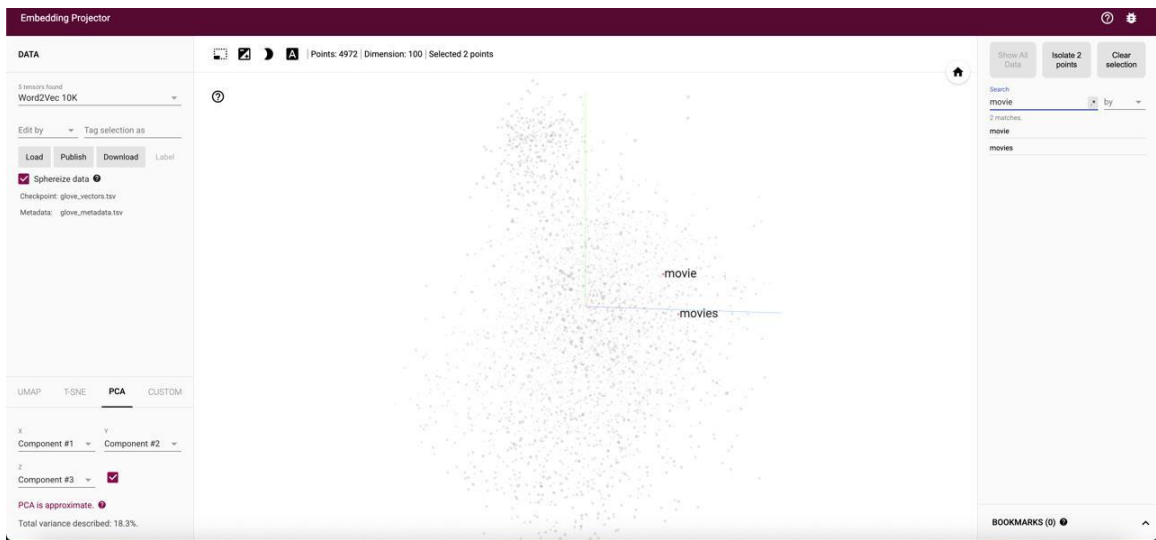 Embedding Projector
DATA
5 tensors found
Word2Vec 10K
Edit by
Tag selection as
Load
Publish
Download
Label
Sphereize data
Checkpoint: glove_vectors.tsv
Metadata: glove_metadata.tsv
UMAP
T-SNE
PCA
CUSTOM
X
Component #1
Y
Component #2
Z
Component #3
PCA is approximate.
Total variance described: 18.3%.
A
Points: 4972 | Dimension: 100 | Selected 2 points
movie
movies
Show All
Data
Isolate 2
points
Clear
selection
Search
movie
.*
by
2 matches.
movie
movies
BOOKMARKS (0)